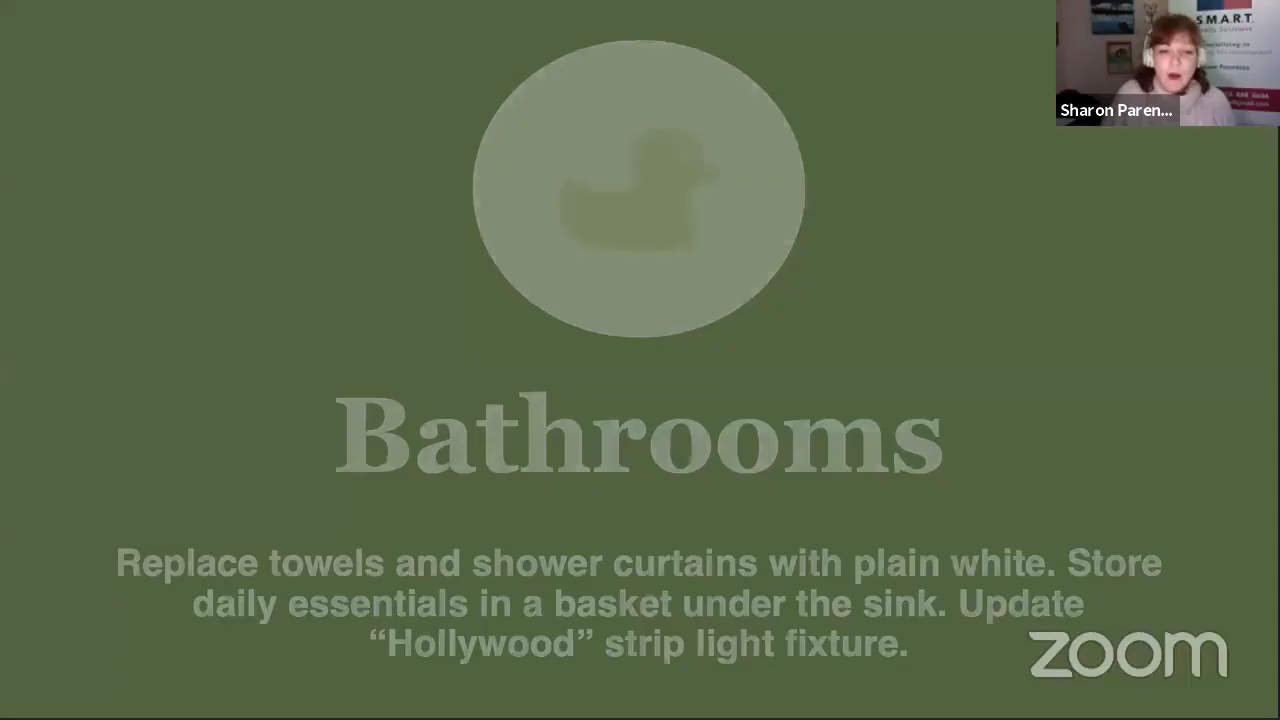 S.M.A.R.T.
Sharon Paren...
Bathrooms
Replace towels and shower curtains with plain white. Store
daily essentials in a basket under the sink. Update
“Hollywood” strip light fixture.
zoom